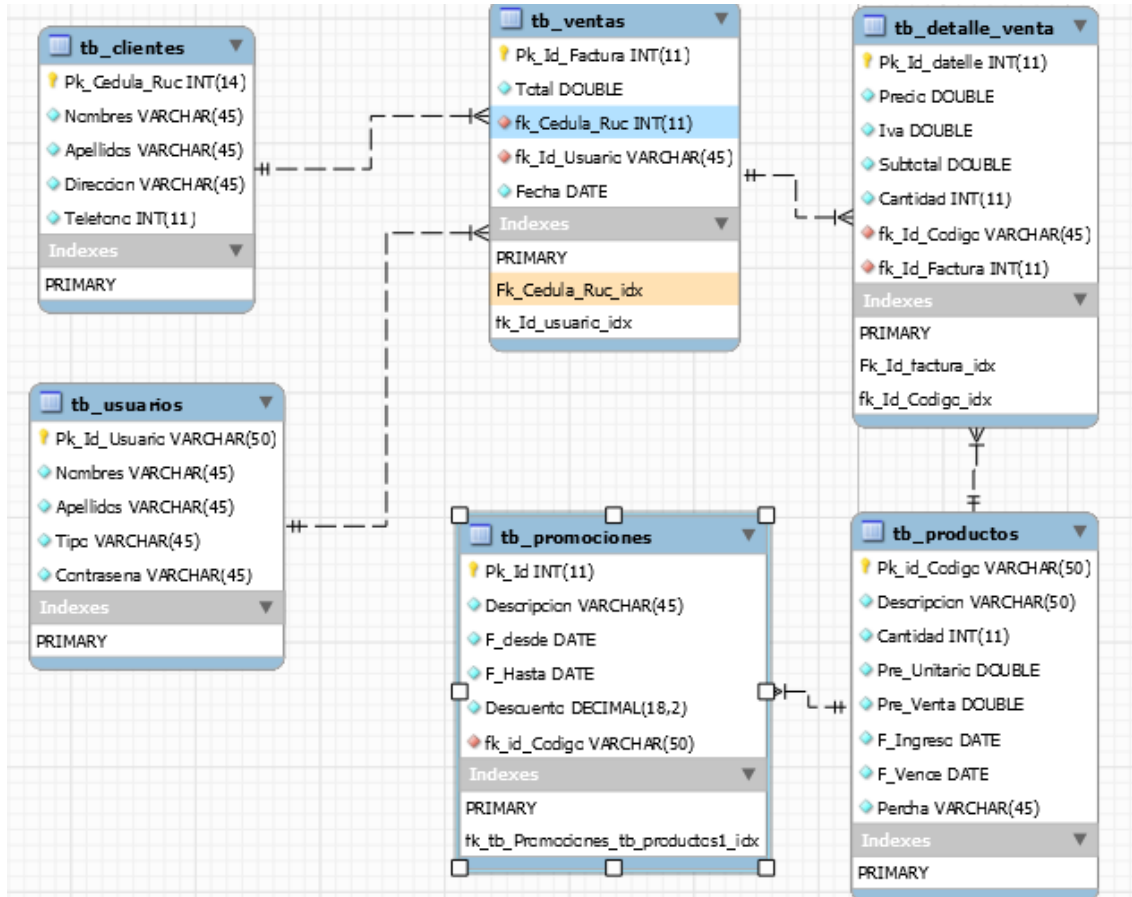 tb_clientes
Pk_Cedula_Ruc INT(14)
Nombres VARCHAR(45)
Apellidos VARCHAR(45)
Direccion VARCHAR(45)
Telefono INT(11)
Indexes
PRIMARY
tb_ventas
Pk_Id_Factura INT(11)
Total DOUBLE
fk_Cedula_Ruc INT(11)
fk_Id_Usuario VARCHAR(45)
Fecha DATE
Indexes
PRIMARY
Fk_Cedula_Ruc_idx
fk_Id_usuario_idx
tb_detalle_venta
Pk_Id_datelle INT(11)
Precio DOUBLE
Iva DOUBLE
Subtotal DOUBLE
Cantidad INT(11)
fk_Id_Codigo VARCHAR(45)
fk_Id_Factura INT(11)
Indexes
PRIMARY
Fk_Id_factura_idx
fk_Id_Codigo_idx
tb_usuarios
Pk_Id_Usuario VARCHAR(50)
Nombres VARCHAR(45)
Apellidos VARCHAR(45)
Tipo VARCHAR(45)
Contrasena VARCHAR(45)
Indexes
PRIMARY
tb_promociones
Pk_Id INT(11)
Descripcion VARCHAR(45)
F_desde DATE
F_Hasta DATE
Descuento DECIMAL(18,2)
fk_id_Codigo VARCHAR(50)
Indexes
PRIMARY
fk_tb_Promociones_tb_productos1_idx
tb_productos
Pk_id_Codigo VARCHAR(50)
Descripcion VARCHAR(50)
Cantidad INT(11)
Pre_Unitario DOUBLE
Pre_Venta DOUBLE
F_Ingreso DATE
F_Vence DATE
Percha VARCHAR(45)
Indexes
PRIMARY